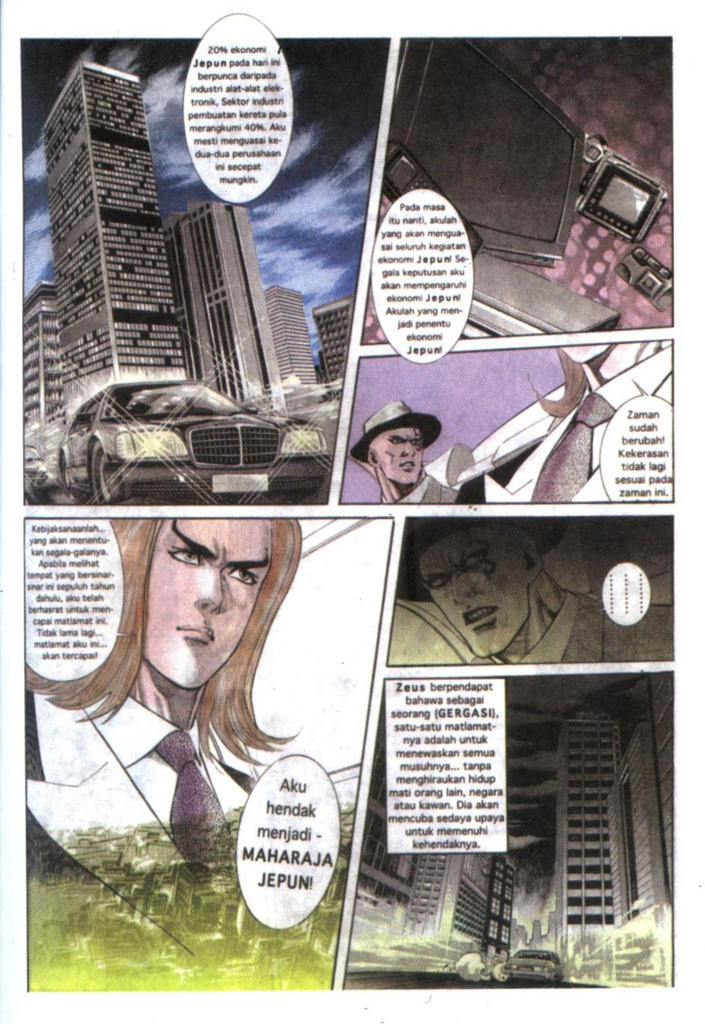 20% ekonomi
Jepun pada hari ini
berpunca daripada
industri alat-alat elek-
tronik, Sektor industri
pembuatan kereta pula
merangkumi 40%. Aku
mesti menguasai ke-
dua-dua perusahaan
ini secepat
mungkin.
Pada masa
itu nanti, akulah
yang akan mengua-
sai seluruh kegiatan
ekonomi Jepun! Se-
gala keputusan aku
akan mempengaruhi
ekonomi Jepun!
Akulah yang men-
jadi penentu
ekonomi
Jepun!
Zaman
sudah
berubah!
Kekerasan
tidak lagi
sesuai pada
zaman ini.
Kebijaksanaanlah...
yang akan menentu-
kan segala-galanya.
Apabila melihat
tempat yang bersinar-
sinar ini sepuluh tahun
dahulu, aku telah
berhasrat untuk men-
capai matlamat ini.
Tidak lama lagi...
matlamat aku ini...
akan tercapai!
Aku
hendak
menjadi -
MAHARAJA
JEPUN!
Zeus berpendapat
bahawa sebagai
seorang (GERGASI),
satu-satu matlamat-
nya adalah untuk
menewaskan semua
musuhnya... tanpa
menghiraukan hidup
mati orang lain, negara
atau kawan. Dia akan
mencuba sedaya upaya
untuk memenuhi
kehendaknya.